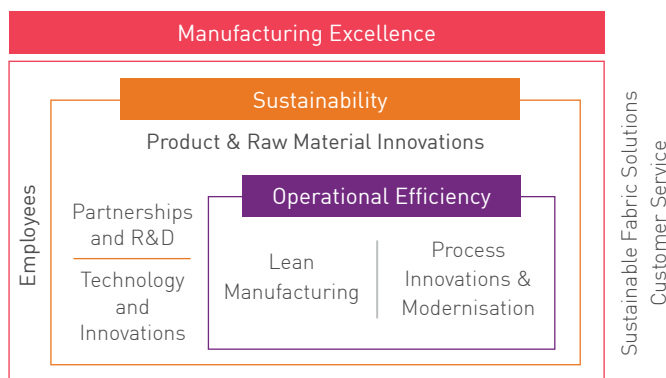 Manufacturing Excellence
Sustainability
Product & Raw Material Innovations
Employees
Partnerships
and R&D
Technology
and
Innovations
Operational Efficiency
Lean
Manufacturing
Process
Innovations &
Modernisation
Sustainable Fabric Solutions
Customer Service